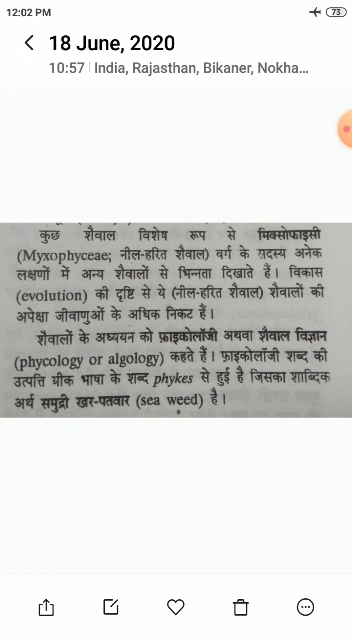 12:02 PM
73
18 June, 2020
10:57 India, Rajasthan, Bikaner, Nokha...
कुछ शैवाल विशेष रूप से मिक्सोफाइसी
(Myxophyceae; नील-हरित शैवाल) वर्ग के सदस्य अनेक
लक्षणों में अन्य शैवालों से भिन्नता दिखाते हैं। विकास
(evolution) की दृष्टि से ये (नील-हरित शैवाल) शैवालों की
अपेक्षा जीवाणुओं के अधिक निकट हैं।
शैवालों के अध्ययन को फ़ाइकोलॉजी अथवा शैवाल विज्ञान
(phycology or algology) कहते हैं। फ़ाइकोलॉजी शब्द की
उत्पत्ति ग्रीक भाषा के शब्द phykes से हुई है जिसका शाब्दिक
अर्थ समुद्री खर-पतवार (sea weed) है।